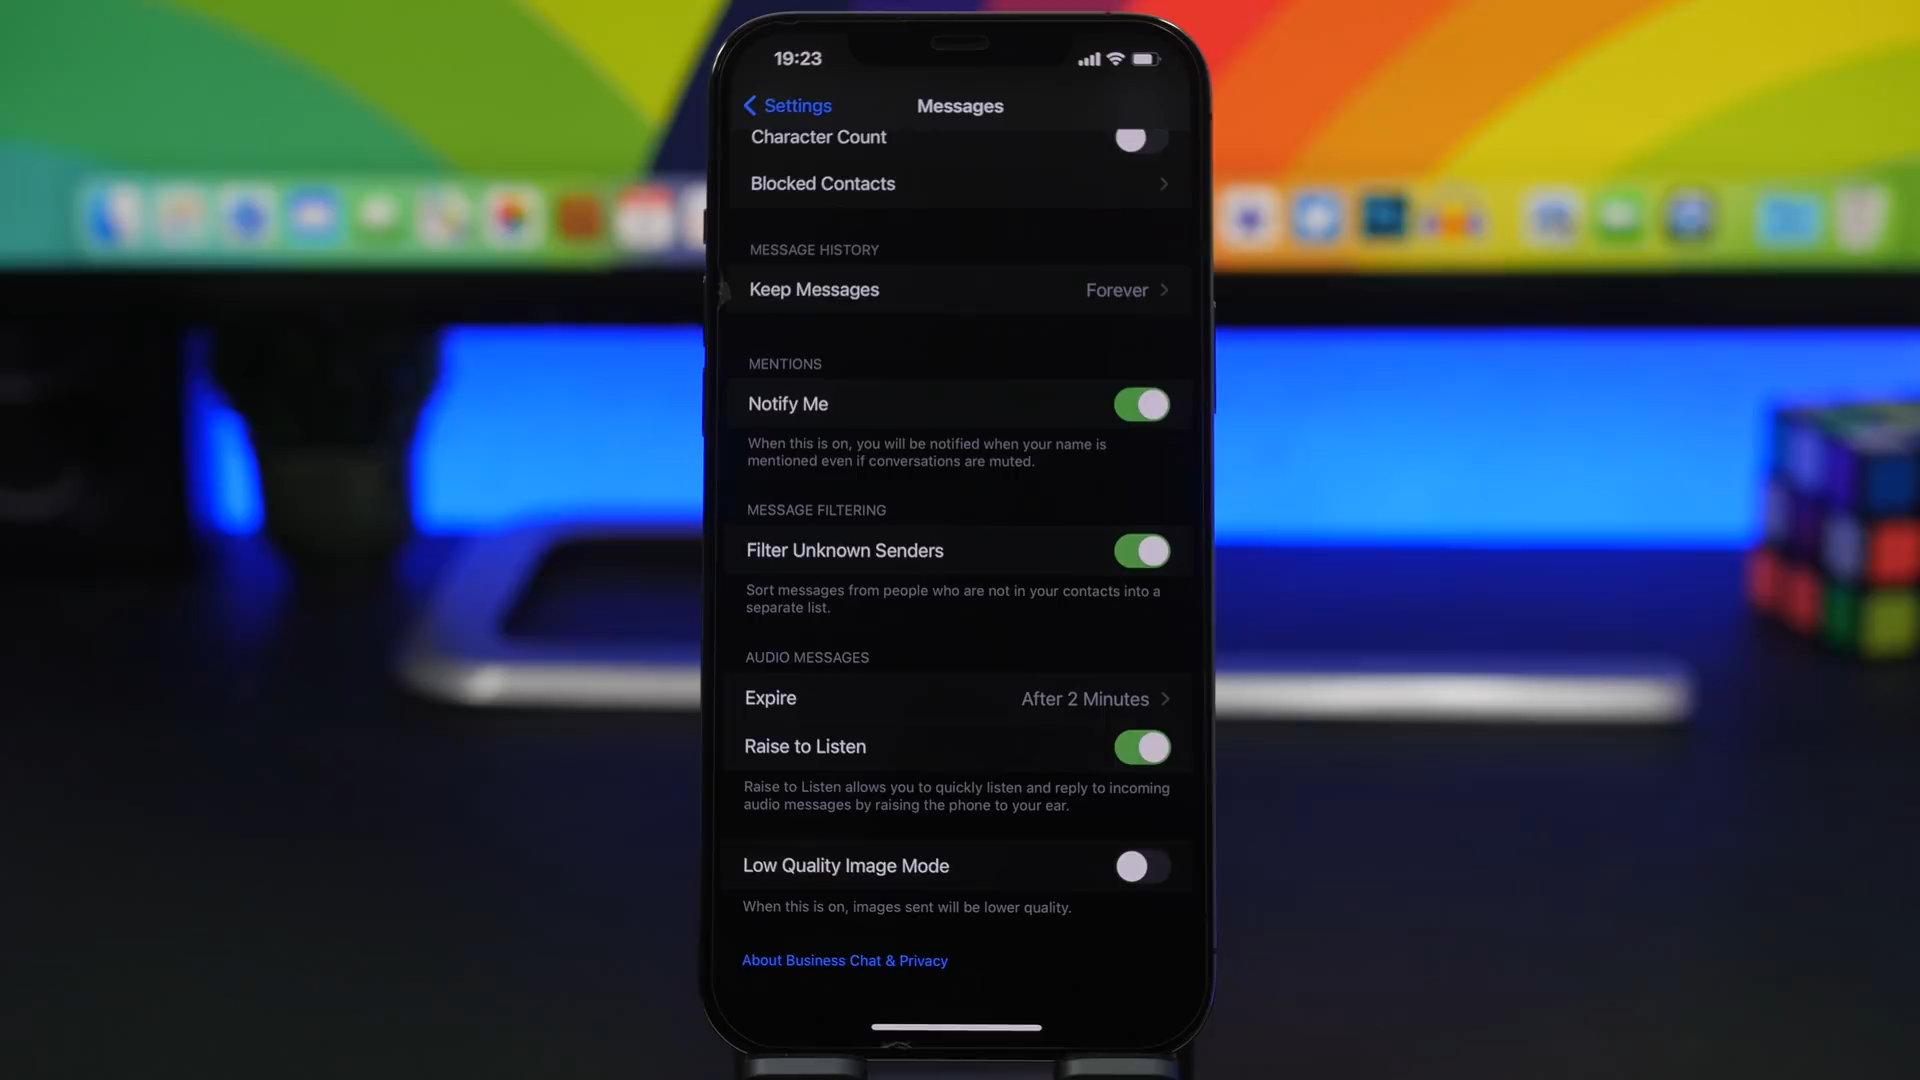 19:23
Settings
Messages
Character Count
Blocked Contacts
MESSAGE HISTORY
Keep Messages
Forever
MENTIONS
Notify Me
When this is on, you will be notified when your name is
mentioned even if conversations are muted.
MESSAGE FILTERING
Filter Unknown Senders
Sort messages from people who are not in your contacts into a
separate list.
AUDIO MESSAGES
Expire
After 2 Minutes
Raise to Listen
Raise to Listen allows you to quickly listen and reply to incoming
audio messages by raising the phone to your ear.
Low Quality Image Mode
When this is on, images sent will be lower quality.
About Business Chat & Privacy